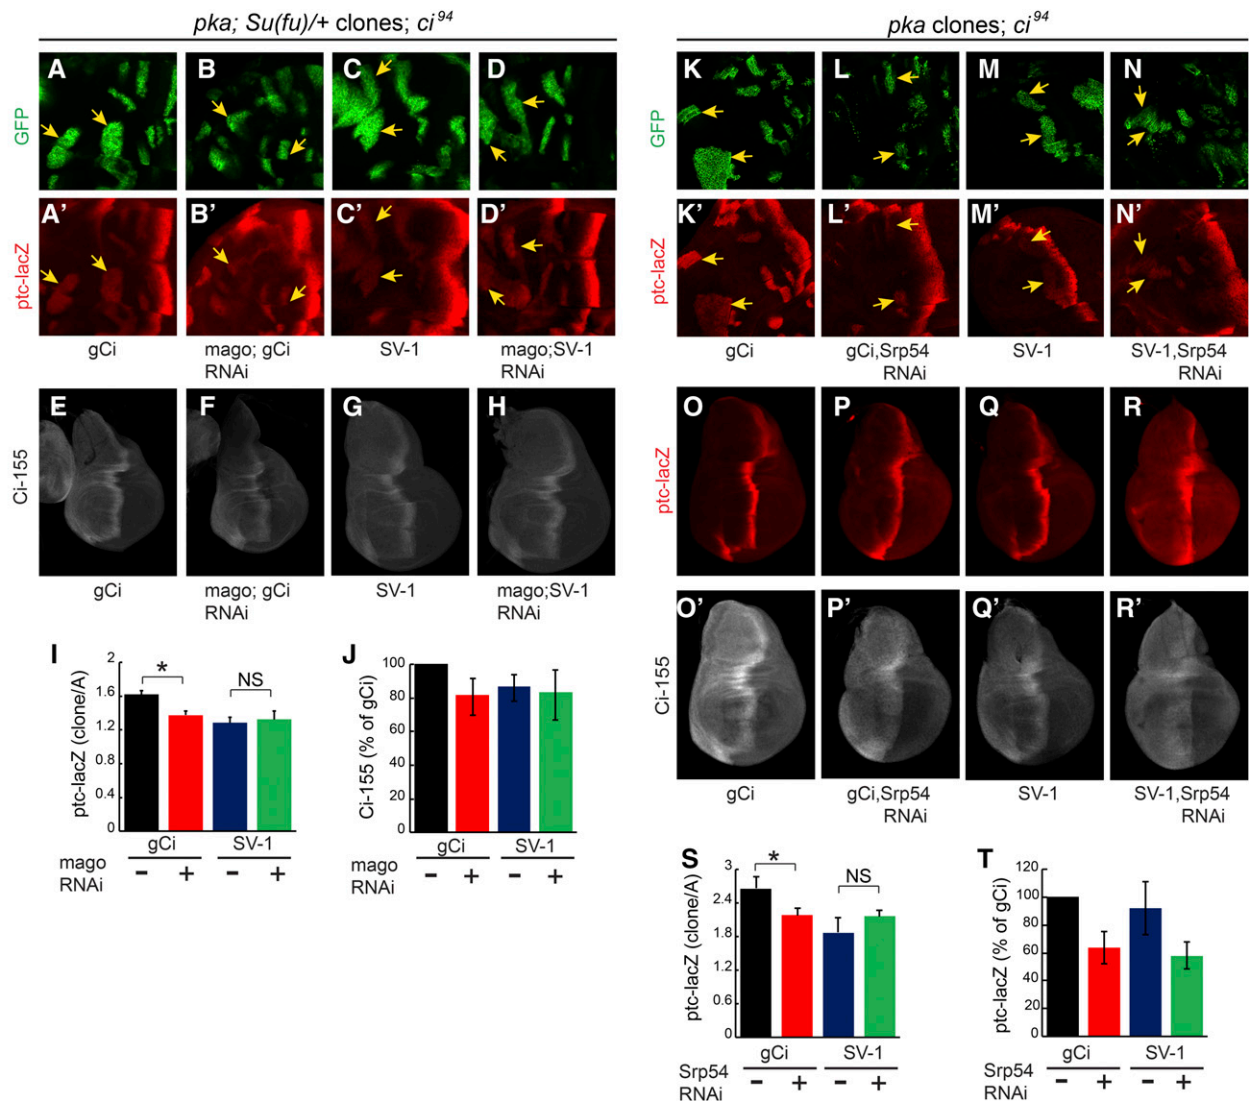 pka; Su(fu)/+ clones; ci94
A B C D
GFP
A’ B’ C’ D’
ptc-lacZ
gCi
mago; gCi
RNAi
SV-1
mago;SV-1
RNAi
E F G H
Ci-155
gCi
mago; gCi
RNAi
SV-1
mago;SV-1
RNAi
I
ptc-lacZ (clone/A)
2
1.6
1.2
0.8
0.4
0
*
NS
gCi SV-1
mago
RNAi
− + − +
J
Ci-155 (% of gCi)
100
80
60
40
20
0
gCi SV-1
mago
RNAi
− + − +
pka clones; ci94
K L M N
GFP
K’ L’ M’ N’
ptc-lacZ
gCi
gCi,Srp54
RNAi
SV-1
SV-1,Srp54
RNAi
O P Q R
ptc-lacZ
O’ P’ Q’ R’
Ci-155
gCi
gCi,Srp54
RNAi
SV-1
SV-1,Srp54
RNAi
S
ptc-lacZ (clone/A)
3
2.4
1.8
1.2
0.6
0
*
NS
gCi SV-1
Srp54
RNAi
− + − +
T
ptc-lacZ (% of gCi)
120
100
80
60
40
20
0
gCi SV-1
Srp54
RNAi
− + − +